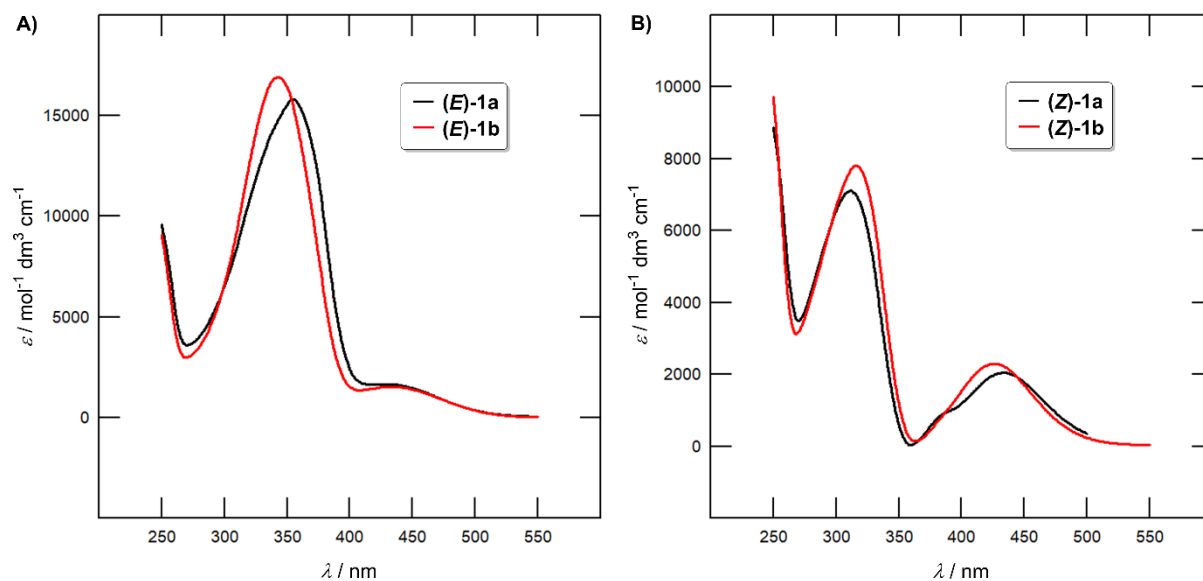 A)
(E)-1a
(E)-1b
15000
10000
5000
0
ε / mol⁻¹ dm³ cm⁻¹
250 300 350 400 450 500 550
λ / nm
B)
(Z)-1a
(Z)-1b
10000
8000
6000
4000
2000
0
ε / mol⁻¹ dm³ cm⁻¹
250 300 350 400 450 500 550
λ / nm